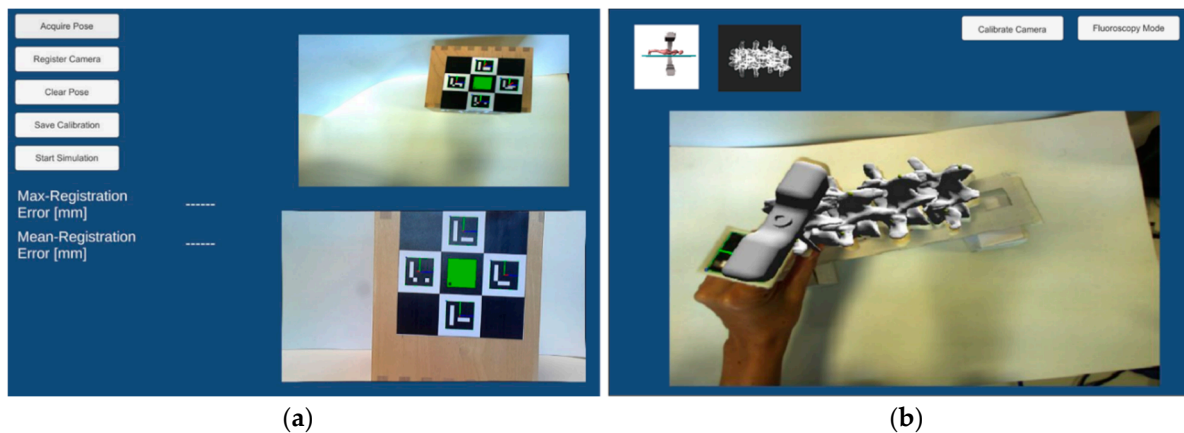 Acquire Pose
Register Camera
Clear Pose
Save Calibration
Start Simulation
Max-Registration
Error [mm] ------
Mean-Registration
Error [mm] ------
Calibrate Camera
Fluoroscopy Mode
(a)
(b)